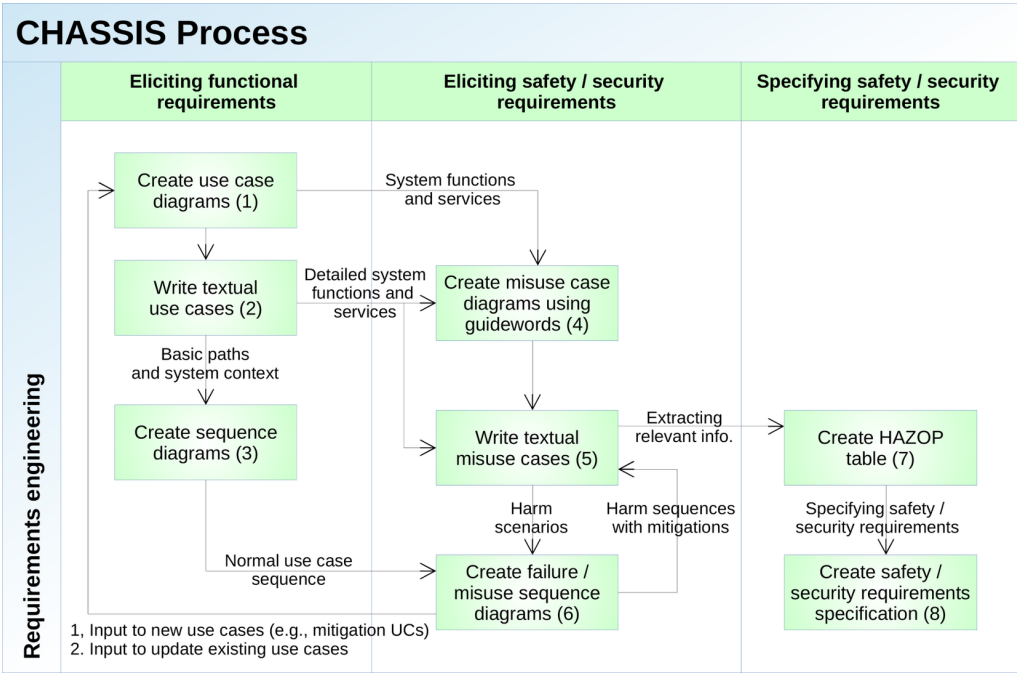 CHASSIS Process
Eliciting functional
requirements
Eliciting safety / security
requirements
Specifying safety / security
requirements
Requirements engineering
Create use case
diagrams (1)
System functions
and services
Write textual
use cases (2)
Detailed system
functions and
services
Create misuse case
diagrams using
guidewords (4)
Basic paths
and system context
Create sequence
diagrams (3)
Write textual
misuse cases (5)
Extracting
relevant info.
Create HAZOP
table (7)
Harm
scenarios
Harm sequences
with mitigations
Specifying safety /
security requirements
Normal use case
sequence
Create failure /
misuse sequence
diagrams (6)
Create safety /
security requirements
specification (8)
1, Input to new use cases (e.g., mitigation UCs)
2. Input to update existing use cases